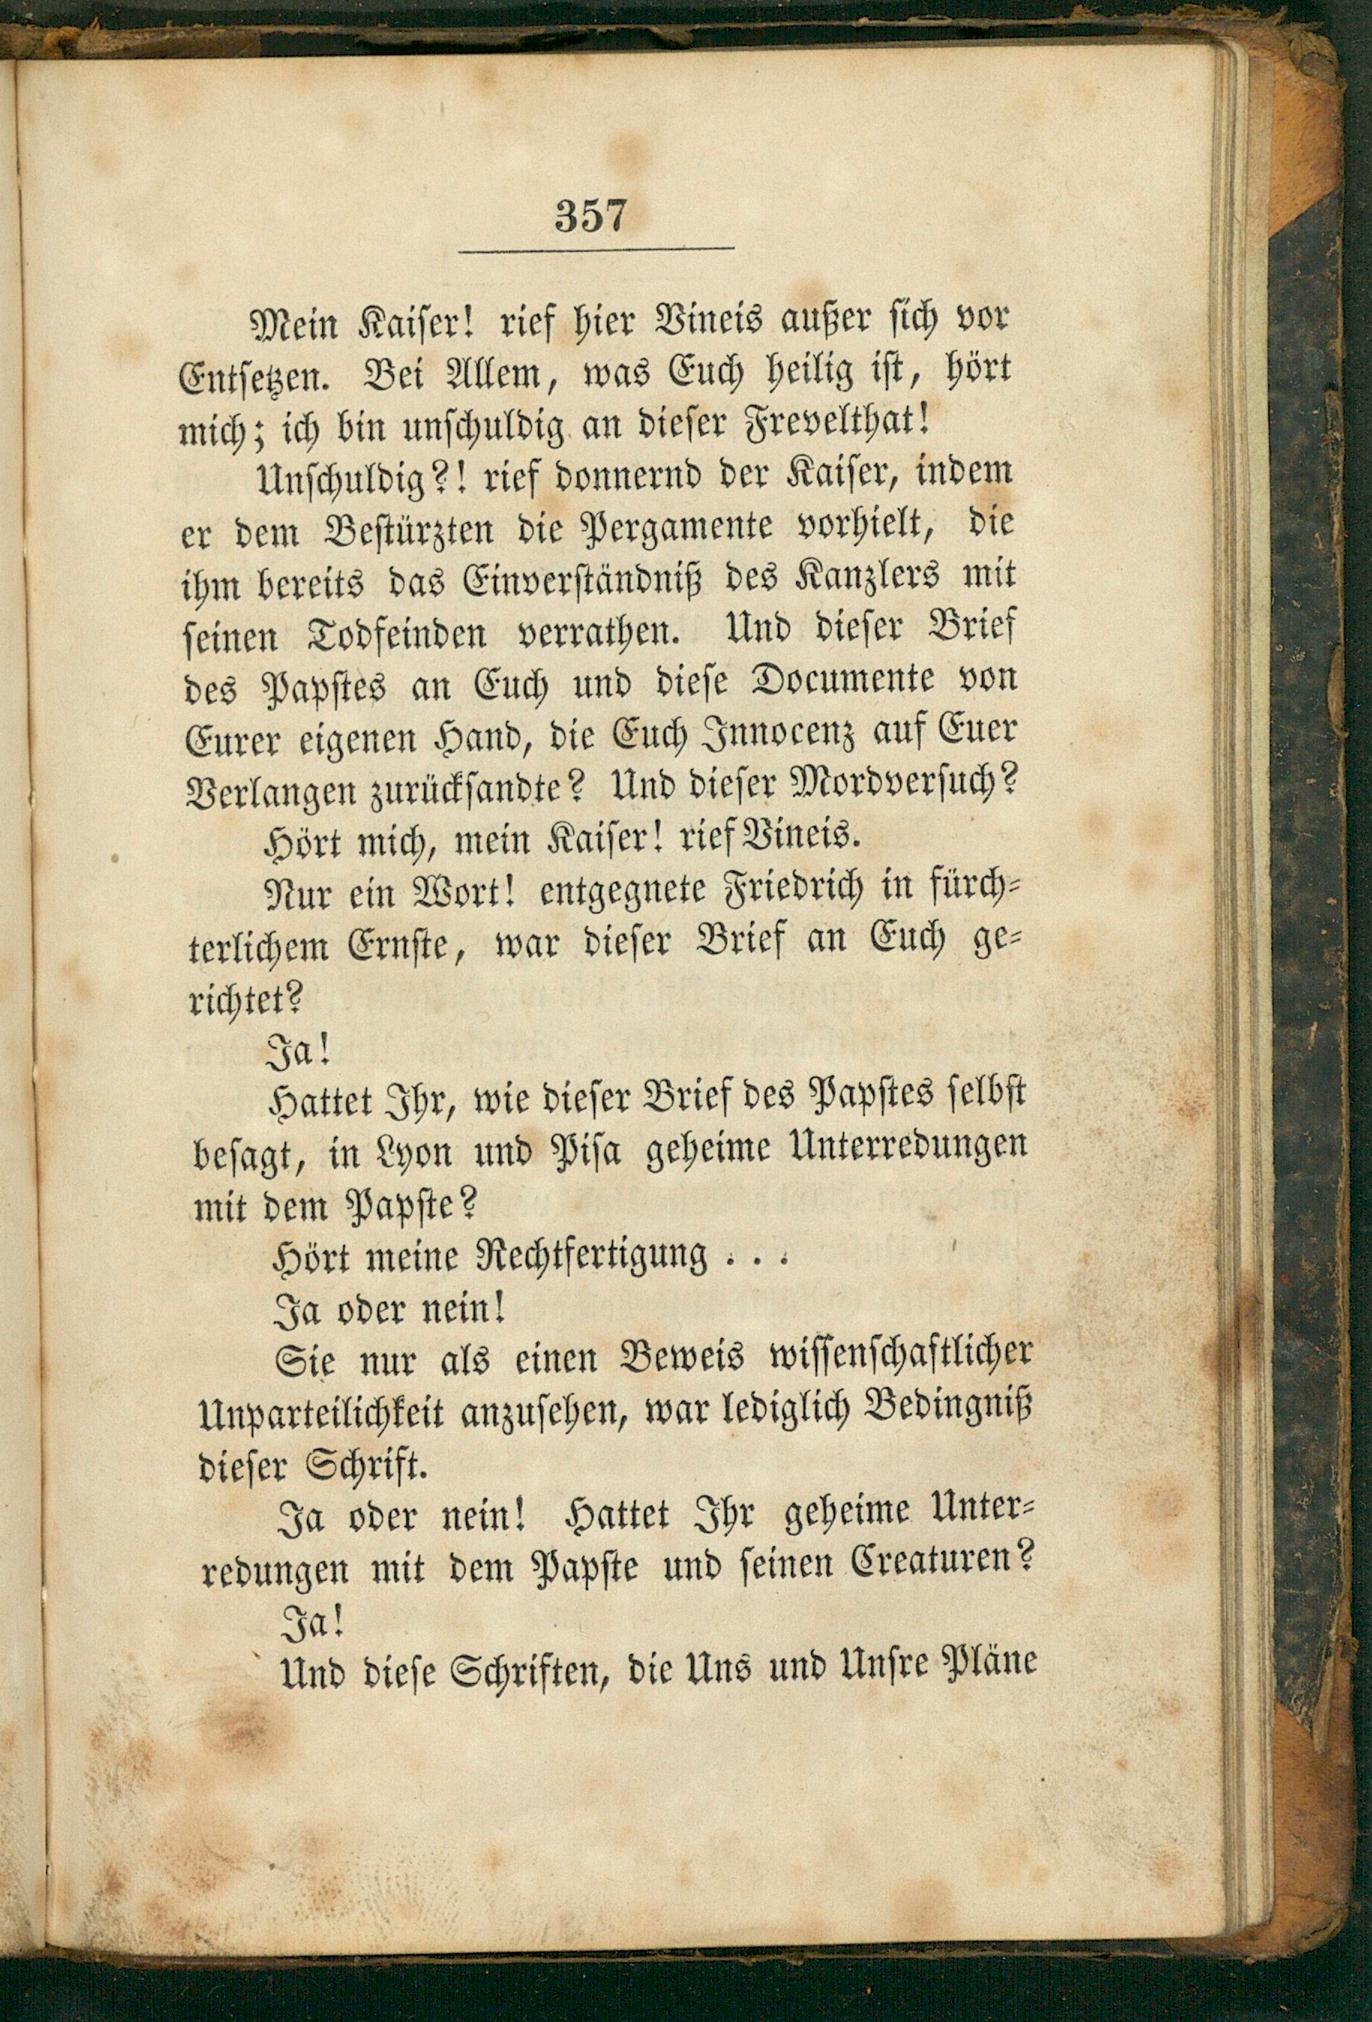 357
Mein Kaiser! rief hier Vineis außer sich vor
Entsetzen. Bei Allem, was Euch heilig ist, hört
mich; ich bin unschuldig an dieser Frevelthat!
Unschuldig?! rief donnernd der Kaiser, indem
er dem Bestürzten die Pergamente vorhielt, die
ihm bereits das Einverständniß des Kanzlers mit
seinen Todfeinden verrathen. Und dieser Brief
des Papstes an Euch und diese Documente von
Eurer eigenen Hand, die Euch Innocenz auf Euer
Verlangen zurücksandte? Und dieser Mordversuch?
Hört mich, mein Kaiser! rief Vineis.
Nur ein Wort! entgegnete Friedrich in fürch-
terlichem Ernste, war dieser Brief an Euch ge-
richtet?
Ja!
Hattet Ihr, wie dieser Brief des Papstes selbst
besagt, in Lyon und Pisa geheime Unterredungen
mit dem Papste?
Hört meine Rechtfertigung . . .
Ja oder nein!
Sie nur als einen Beweis wissenschaftlicher
Unparteilichkeit anzusehen, war lediglich Bedingniß
dieser Schrift.
Ja oder nein! Hattet Ihr geheime Unter-
redungen mit dem Papste und seinen Creaturen?
Ja!
Und diese Schriften, die Uns und Unsre Pläne